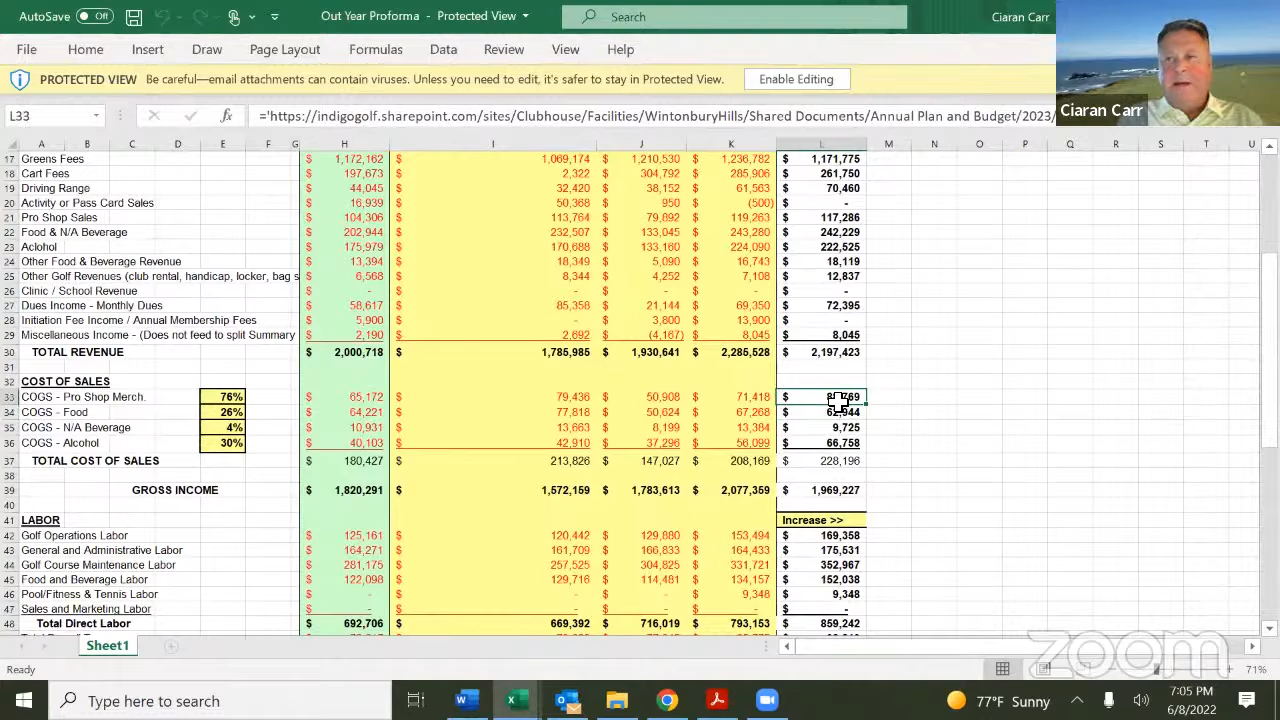 AutoSave Off Out Year Proforma - Protected View Search Ciaran Carr
File Home Insert Draw Page Layout Formulas Data Review View Help
PROTECTED VIEW Be careful—email attachments can contain viruses. Unless you need to edit, it's safer to stay in Protected View. Enable Editing
Ciaran Carr
L33 fx ='https://indigogolf.sharepoint.com/sites/Clubhouse/Facilities/WintonburyHills/Shared Documents/Annual Plan and Budget/2023/
A B C D E F G H I J K L M N O P Q R S T U
17 Greens Fees $ 1,172,162 $ 1,069,174 $ 1,210,530 $ 1,236,782 $ 1,171,775
18 Cart Fees $ 197,673 $ 2,322 $ 304,792 $ 285,906 $ 261,750
19 Driving Range $ 44,045 $ 32,420 $ 38,152 $ 61,563 $ 70,460
20 Activity or Pass Card Sales $ 16,939 $ 50,368 $ 950 $ (500) $ -
21 Pro Shop Sales $ 104,306 $ 113,764 $ 79,892 $ 119,263 $ 117,286
22 Food & N/A Beverage $ 202,944 $ 232,507 $ 133,045 $ 243,280 $ 242,229
23 Aclohol $ 175,979 $ 170,688 $ 133,160 $ 224,090 $ 222,525
24 Other Food & Beverage Revenue $ 13,394 $ 18,349 $ 5,090 $ 16,743 $ 18,119
25 Other Golf Revenues (club rental, handicap, locker, bag s $ 6,568 $ 8,344 $ 4,252 $ 7,108 $ 12,837
26 Clinic / School Revenue $ - $ - $ - $ - $ -
27 Dues Income - Monthly Dues $ 58,617 $ 85,358 $ 21,144 $ 69,350 $ 72,395
28 Initiation Fee Income / Annual Membership Fees $ 5,900 $ - $ 3,800 $ 13,900 $ -
29 Miscellaneous Income - (Does not feed to split Summary $ 2,190 $ 2,692 $ (4,167) $ 8,045 $ 8,045
30 TOTAL REVENUE $ 2,000,718 $ 1,785,985 $ 1,930,641 $ 2,285,528 $ 2,197,423
31
32 COST OF SALES
33 COGS - Pro Shop Merch. 76% $ 65,172 $ 79,436 $ 50,908 $ 71,418 $
34 COGS - Food 26% $ 64,221 $ 77,818 $ 50,624 $ 67,268 $ 62,944
35 COGS - N/A Beverage 4% $ 10,931 $ 13,663 $ 8,199 $ 13,384 $ 9,725
36 COGS - Alcohol 30% $ 40,103 $ 42,910 $ 37,296 $ 56,099 $ 66,758
37 TOTAL COST OF SALES $ 180,427 $ 213,826 $ 147,027 $ 208,169 $ 228,196
38
39 GROSS INCOME $ 1,820,291 $ 1,572,159 $ 1,783,613 $ 2,077,359 $ 1,969,227
40
41 LABOR Increase >>
42 Golf Operations Labor $ 125,161 $ 120,442 $ 129,880 $ 153,494 $ 169,358
43 General and Administrative Labor $ 164,271 $ 161,709 $ 166,833 $ 164,433 $ 175,531
44 Golf Course Maintenance Labor $ 281,175 $ 257,525 $ 304,825 $ 331,721 $ 352,967
45 Food and Beverage Labor $ 122,098 $ 129,716 $ 114,481 $ 134,157 $ 152,038
46 Pool/Fitness & Tennis Labor $ - $ - $ - $ 9,348 $ 9,348
47 Sales and Marketing Labor $ - $ - $ - $ - $ -
48 Total Direct Labor $ 692,706 $ 669,392 $ 716,019 $ 793,153 $ 859,242
Sheet1
Ready 71%
zoom
Type here to search 77°F Sunny 7:05 PM
6/8/2022